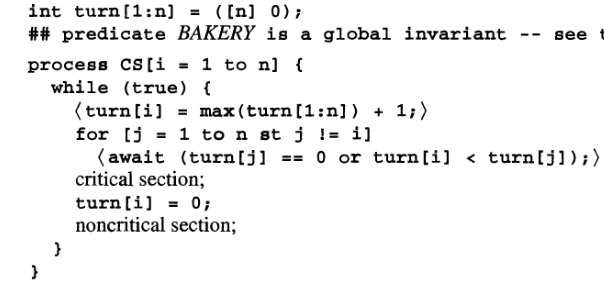 int turn[1:n] = ([n] 0);
## predicate BAKERY is a global invariant -- see
process CS[i = 1 to n] {
while (true) {
⟨turn[i] = max(turn[1:n]) + 1;⟩
for [j = 1 to n st j != i]
⟨await (turn[j] == 0 or turn[i] < turn[j]);⟩
critical section;
turn[i] = 0;
noncritical section;
}
}